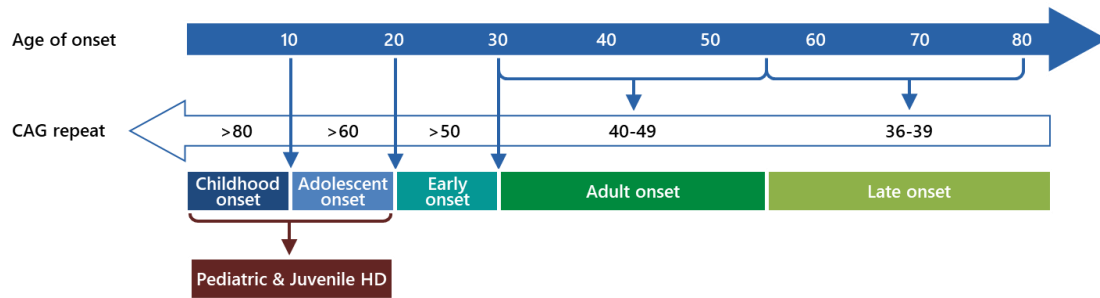 Age of onset 10 20 30 40 50 60 70 80
CAG repeat >80 >60 >50 40-49 36-39
Childhood onset
Adolescent onset
Early onset
Adult onset
Late onset
Pediatric & Juvenile HD